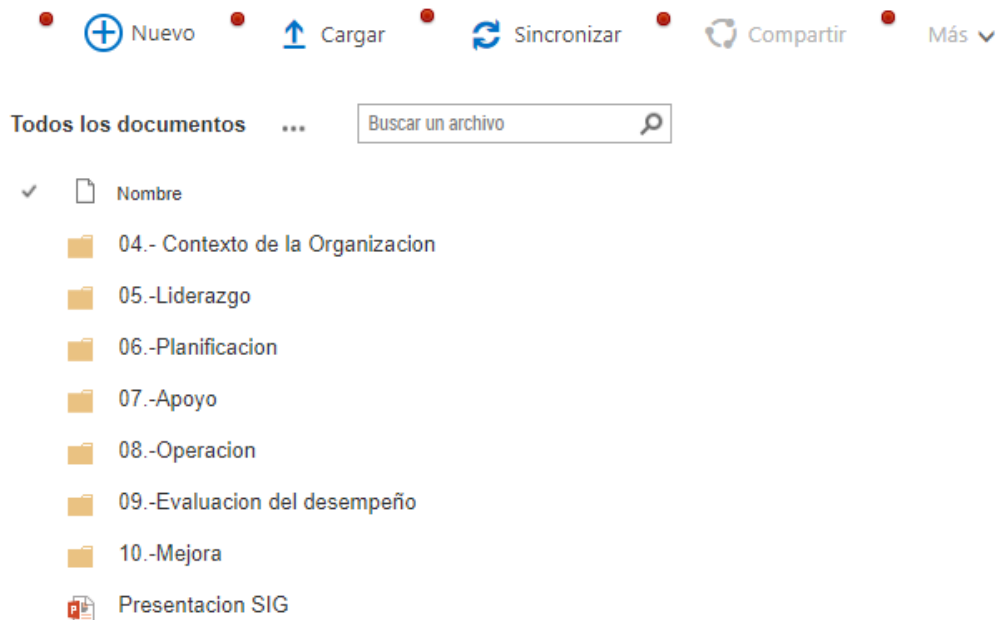 Nuevo Cargar Sincronizar Compartir Más
Todos los documentos ... Buscar un archivo
Nombre
04.- Contexto de la Organizacion
05.-Liderazgo
06.-Planificacion
07.-Apoyo
08.-Operacion
09.-Evaluacion del desempeño
10.-Mejora
Presentacion SIG